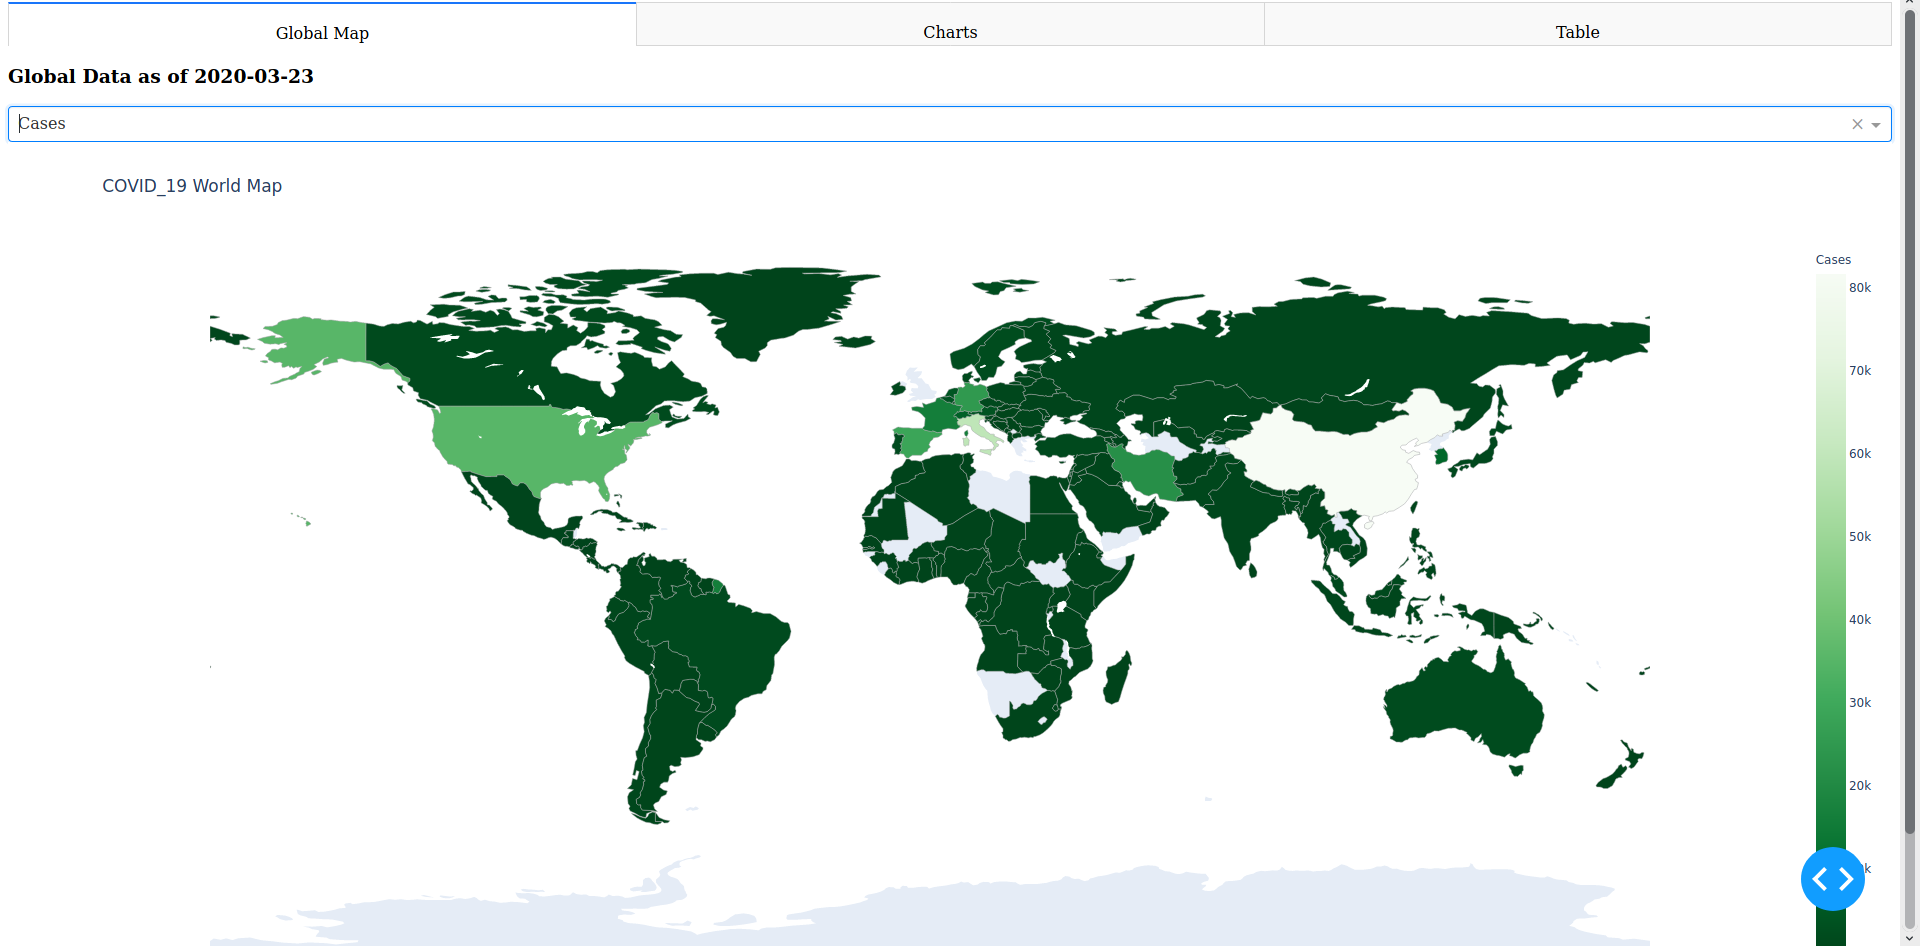 Global Map
Charts
Table
Global Data as of 2020-03-23
Cases
COVID_19 World Map
Cases
80k
70k
60k
50k
40k
30k
20k